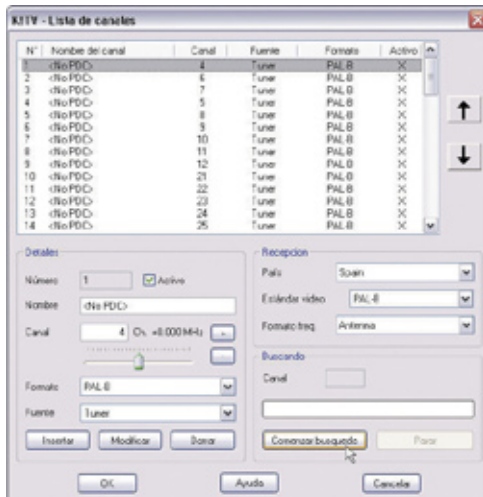 K!TV - Lista de canales
N° Nombre del canal Canal Fuente Formato Activo
1 <No PDC> 4 Tuner PAL-B X
2 <No PDC> 6 Tuner PAL-B X
3 <No PDC> 7 Tuner PAL-B X
4 <No PDC> 5 Tuner PAL-B X
5 <No PDC> 8 Tuner PAL-B X
6 <No PDC> 9 Tuner PAL-B X
7 <No PDC> 10 Tuner PAL-B X
8 <No PDC> 11 Tuner PAL-B X
9 <No PDC> 12 Tuner PAL-B X
10 <No PDC> 21 Tuner PAL-B X
11 <No PDC> 22 Tuner PAL-B X
12 <No PDC> 23 Tuner PAL-B X
13 <No PDC> 24 Tuner PAL-B X
14 <No PDC> 25 Tuner PAL-B X
Detalles
Número 1 Activo
Nombre <No PDC>
Canal 4 Ch. +0.000 MHz ...
Formato PAL-B
Fuente Tuner
Insertar Modificar Borrar
Recepcion
País Spain
Estándar video PAL-B
Formato freq. Antenna
Buscando
Canal
Comenzar busqueda Parar
OK Ayuda Cancelar